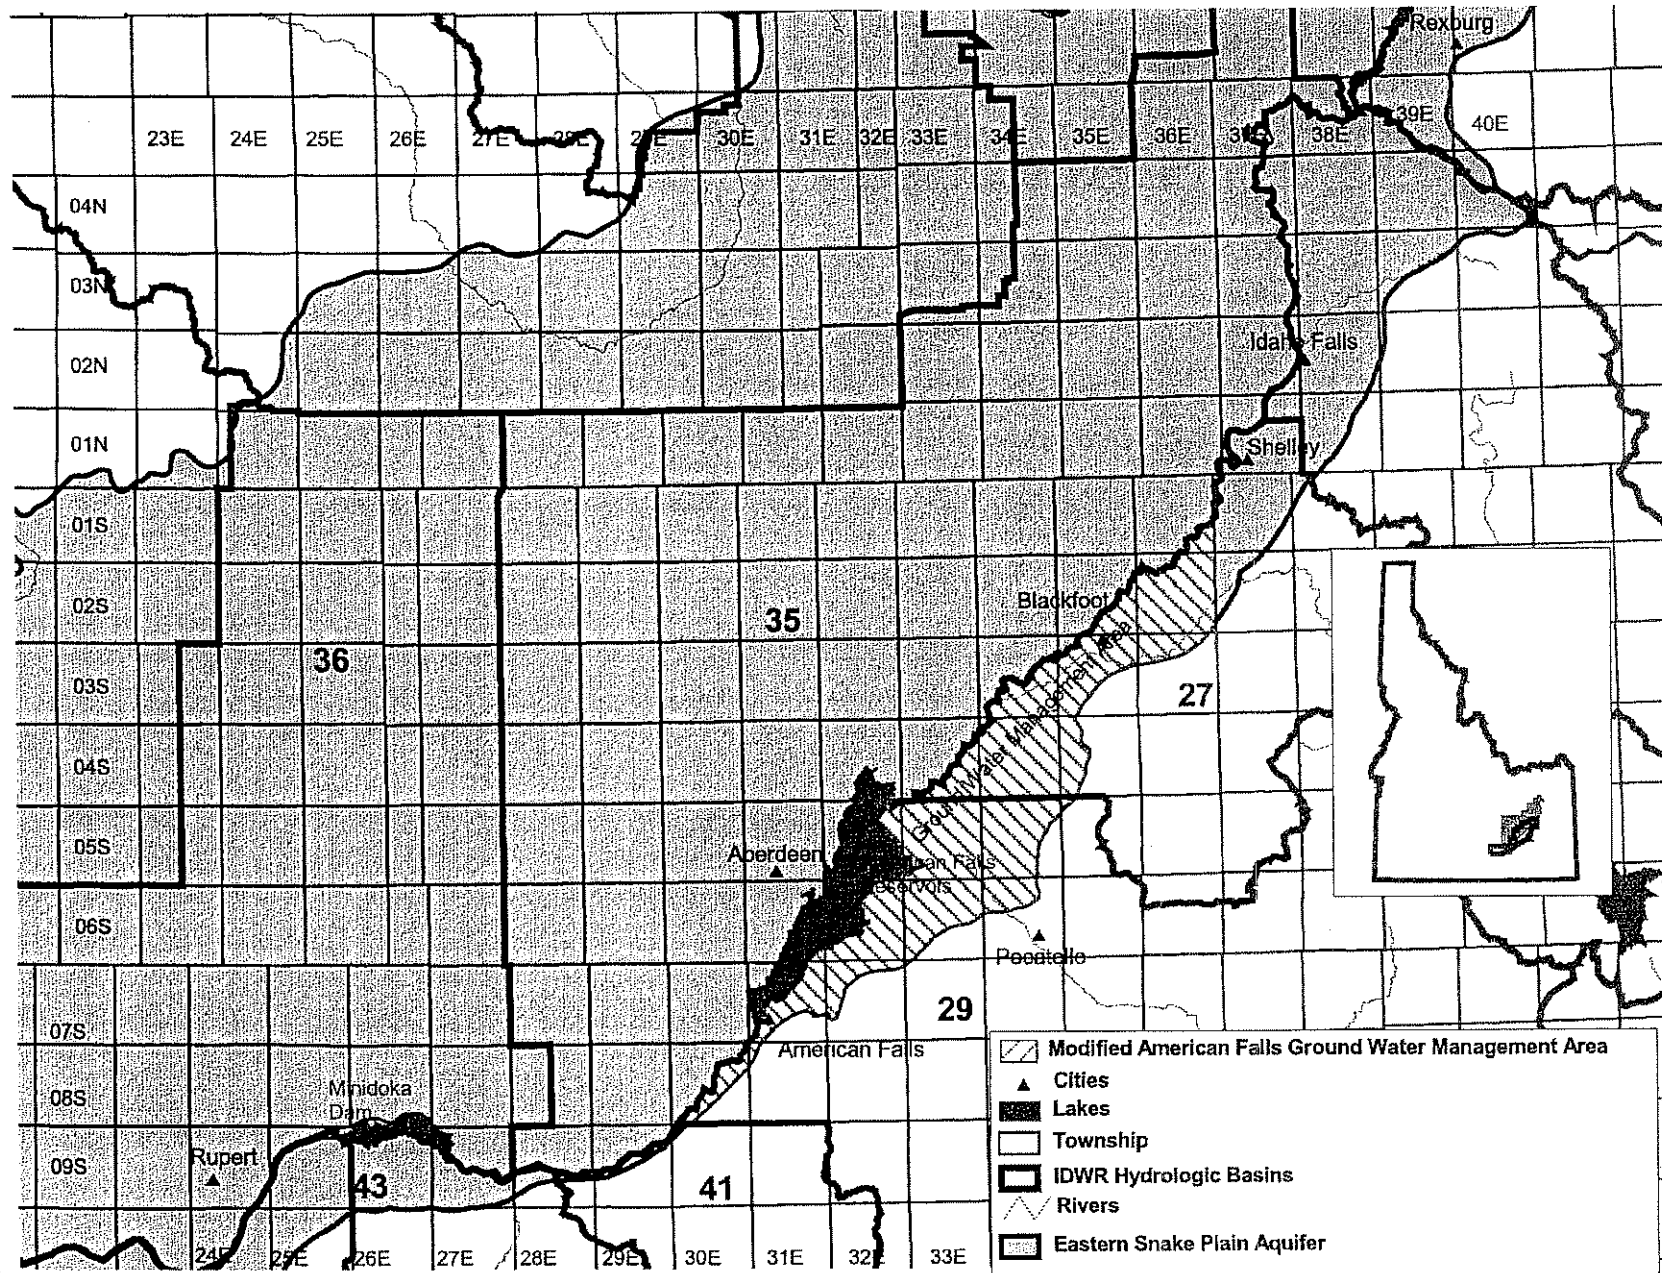 Rexburg
39E
23E 24E 25E 26E 27E 28E 29E 30E 31E 32E 33E 34E 35E 36E 38E 40E
04N
03N
02N
Idaho Falls
01N
Shelley
01S
02S
Blackfoot
35
36
03S
27
Ground Water Management Area
04S
05S
Aberdeen
06S
Pocatello
29
07S
American Falls
Minidoka
Dam
08S
09S
Rupert
43
41
24E 25E 26E 27E 28E 29E 30E 31E 32E 33E
Modified American Falls Ground Water Management Area
Cities
Lakes
Township
IDWR Hydrologic Basins
Rivers
Eastern Snake Plain Aquifer